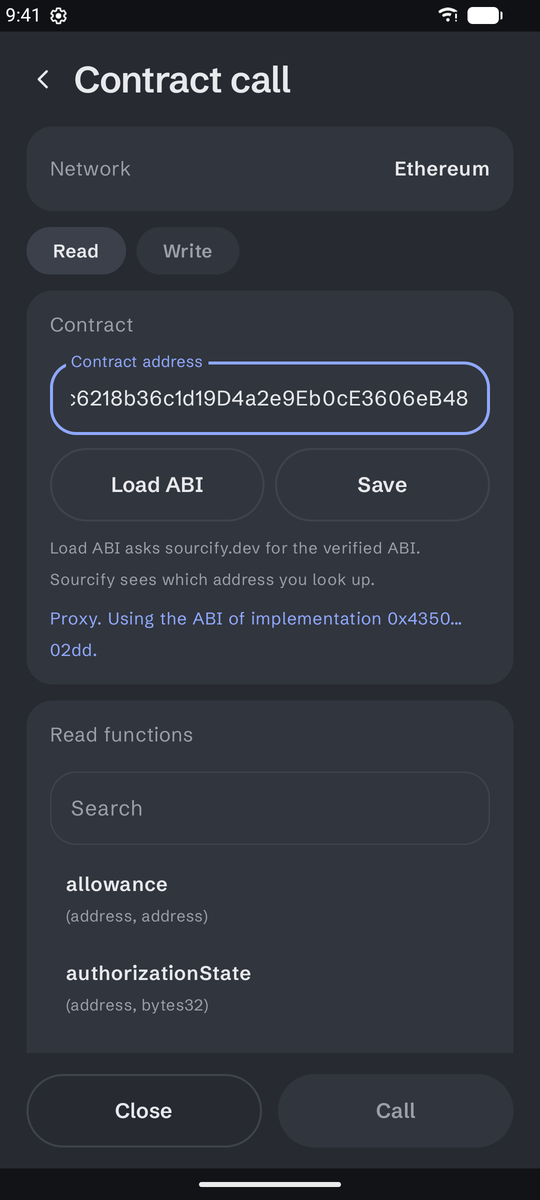 9:41
Contract call
Network
Ethereum
Read
Write
Contract
Contract address
c6218b36c1d19D4a2e9Eb0cE3606eB48
Load ABI
Save
Load ABI asks sourcify.dev for the verified ABI.
Sourcify sees which address you look up.
Proxy. Using the ABI of implementation 0x4350…
02dd.
Read functions
Search
allowance
(address, address)
authorizationState
(address, bytes32)
Close
Call